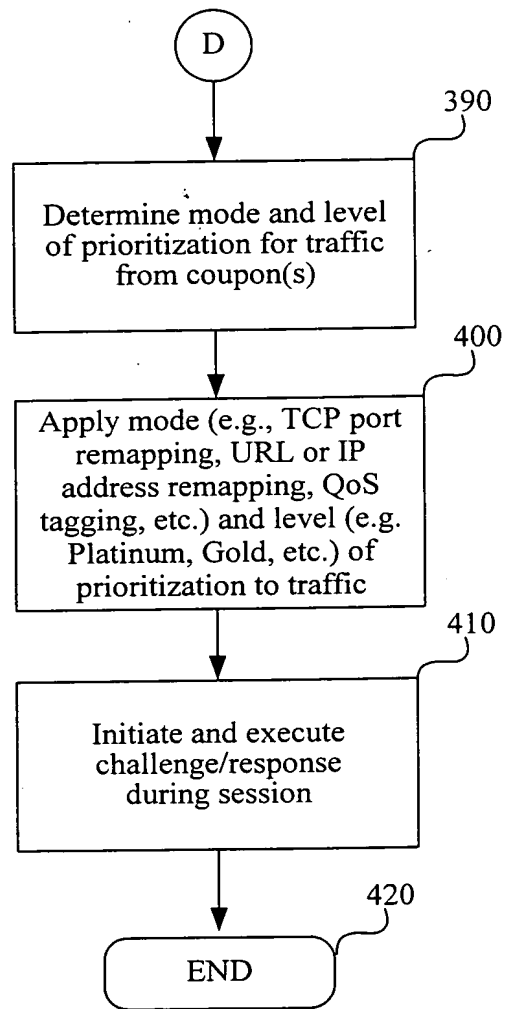 D
390
Determine mode and level
of prioritization for traffic
from coupon(s)
400
Apply mode (e.g., TCP port
remapping, URL or IP
address remapping, QoS
tagging, etc.) and level (e.g.
Platinum, Gold, etc.) of
prioritization to traffic
410
Initiate and execute
challenge/response
during session
420
END